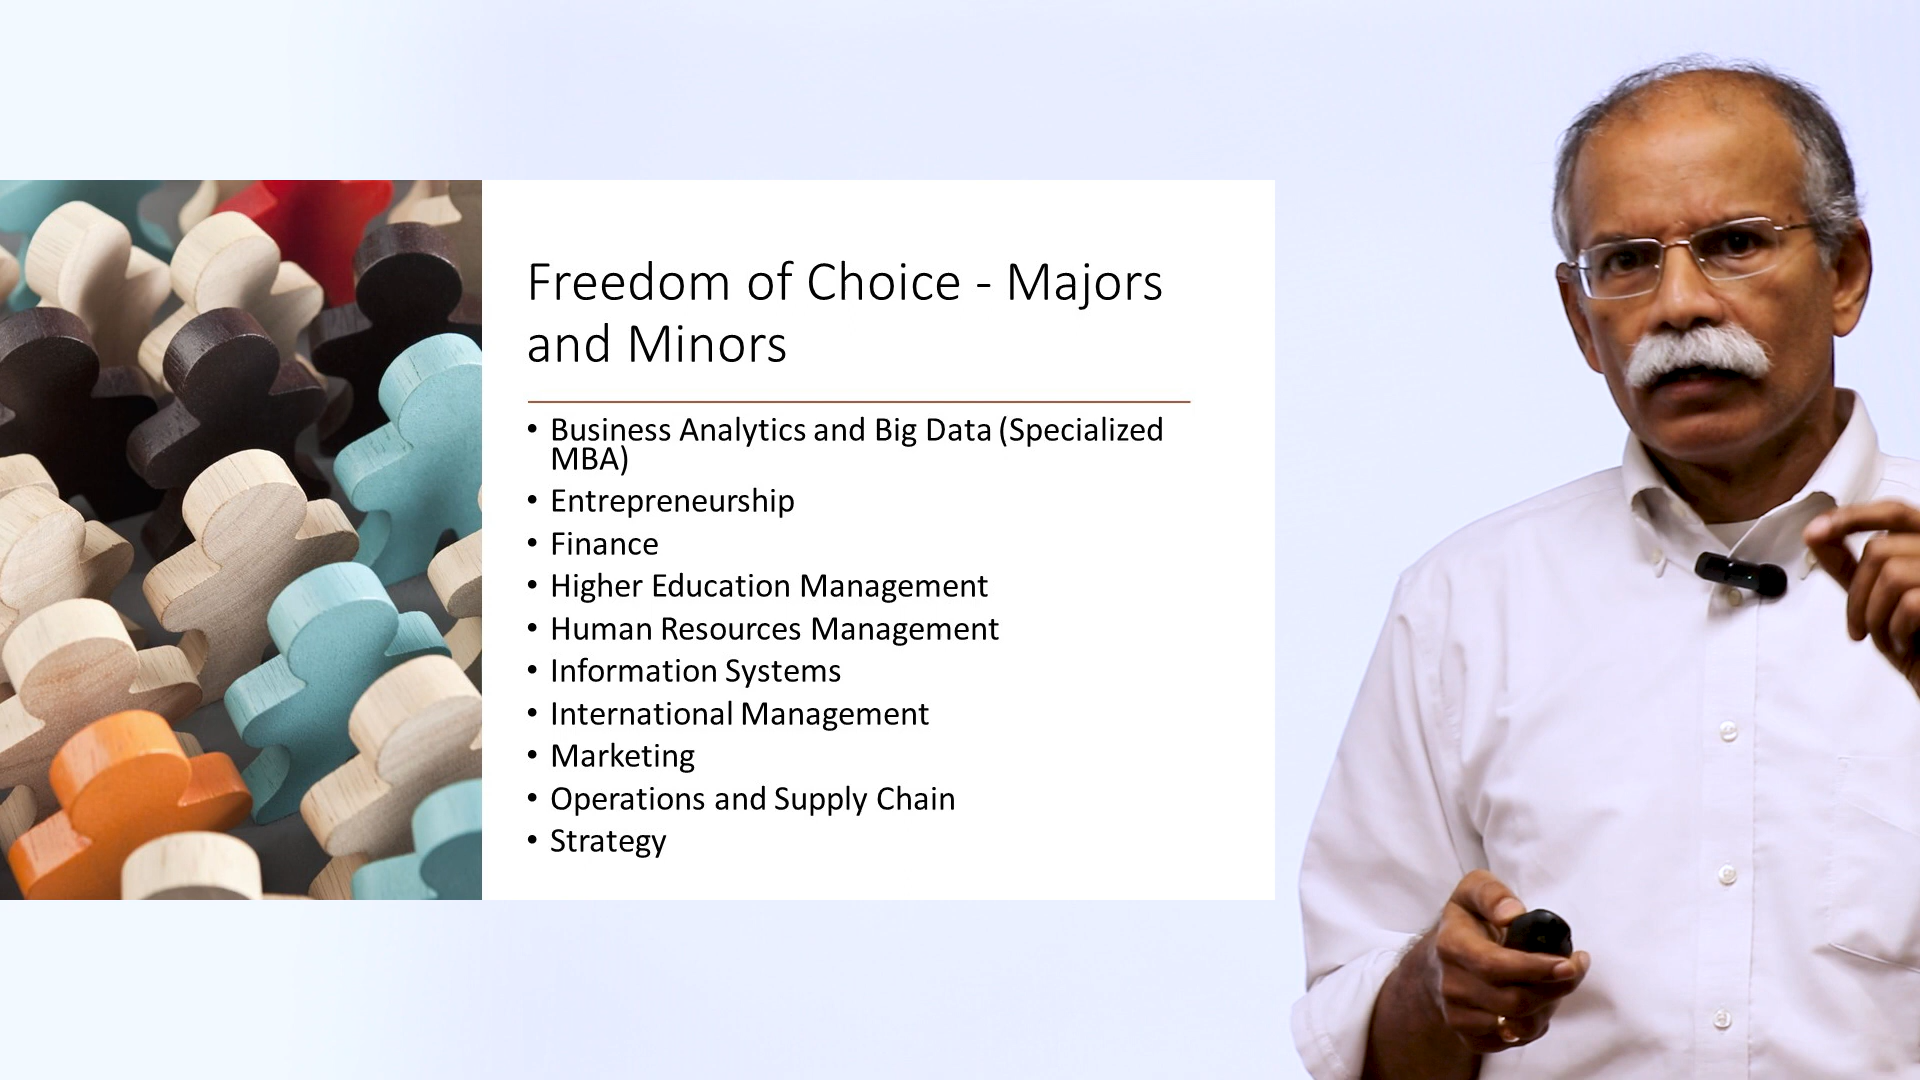 Freedom of Choice - Majors
and Minors
• Business Analytics and Big Data (Specialized
MBA)
• Entrepreneurship
• Finance
• Higher Education Management
• Human Resources Management
• Information Systems
• International Management
• Marketing
• Operations and Supply Chain
• Strategy